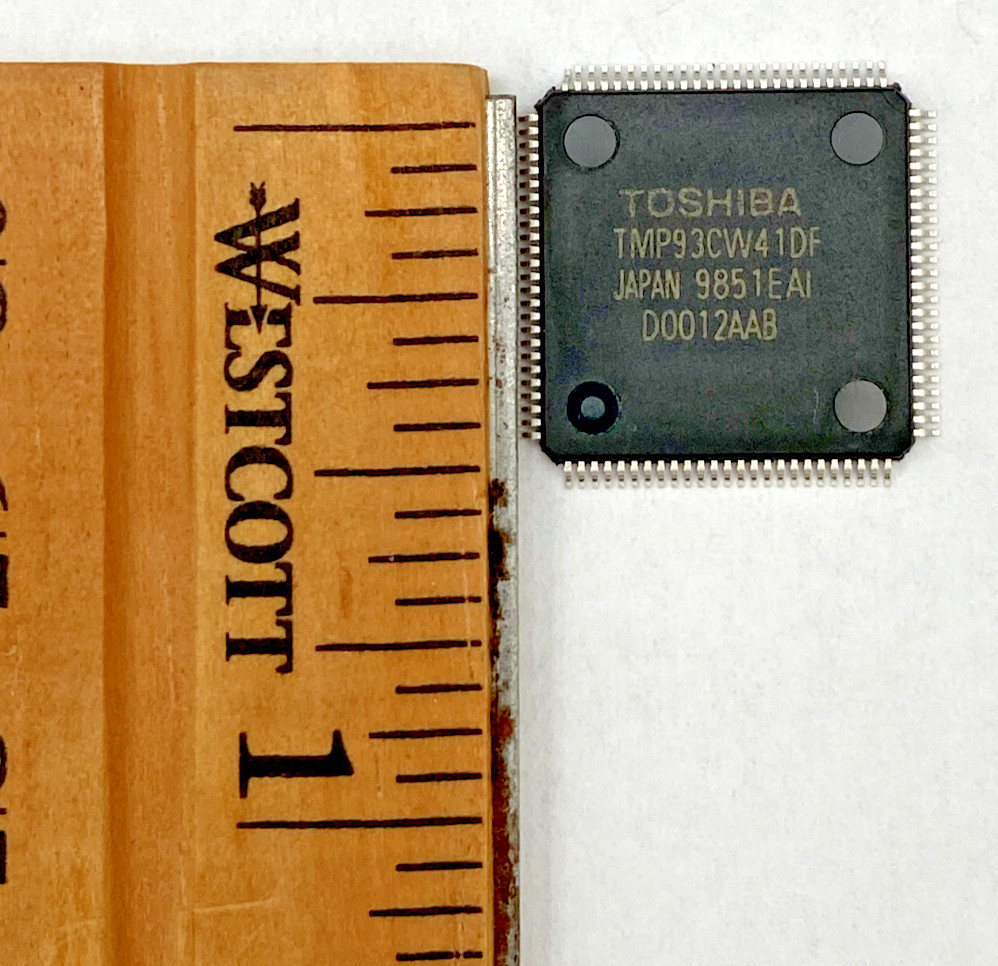 WESTCOTT
1
TOSHIBA
TMP93CW41DF
JAPAN 9851EAI
D0012AAB